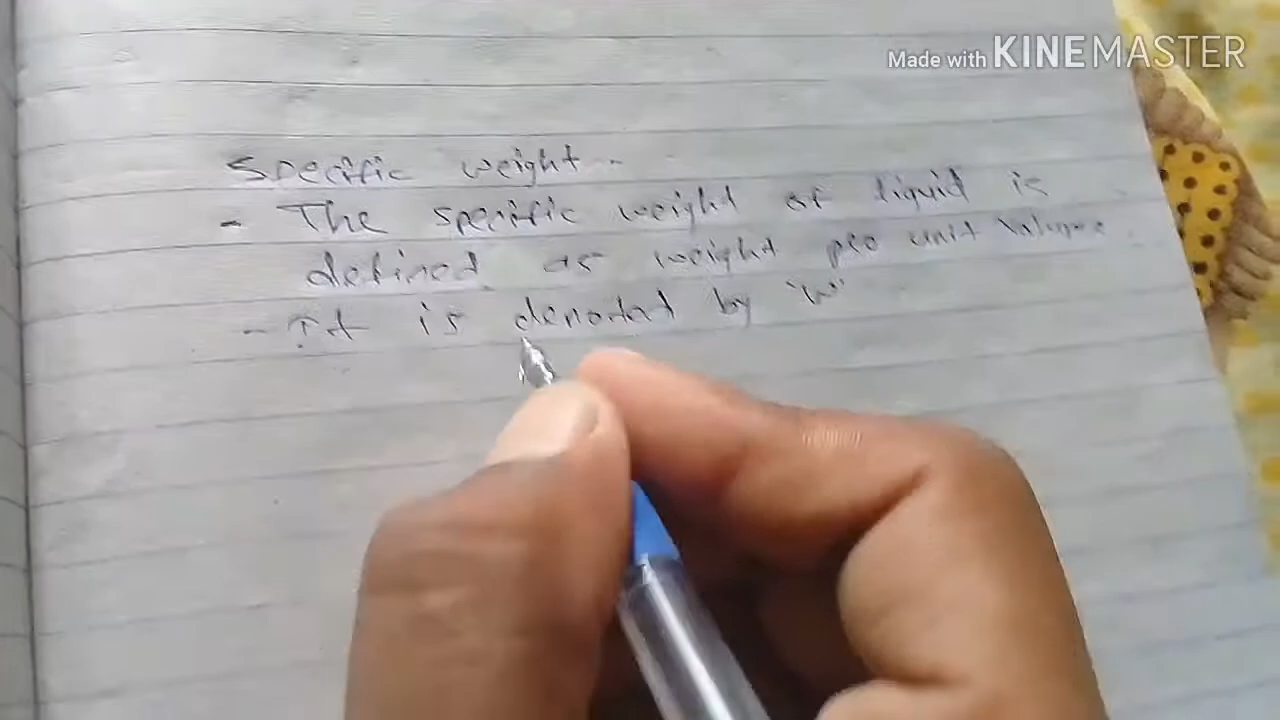 Made with KINEMASTER
Specific weight -
- The specific weight of liquid is
defined as weight per unit Volume.
- It is denoted by "W"